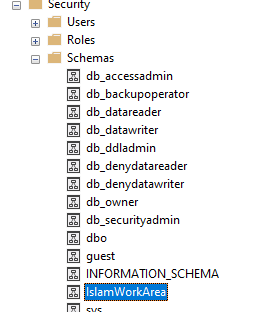 Security
Users
Roles
Schemas
db_accessadmin
db_backupoperator
db_datareader
db_datawriter
db_ddladmin
db_denydatareader
db_denydatawriter
db_owner
db_securityadmin
dbo
guest
INFORMATION_SCHEMA
IslamWorkArea
sys